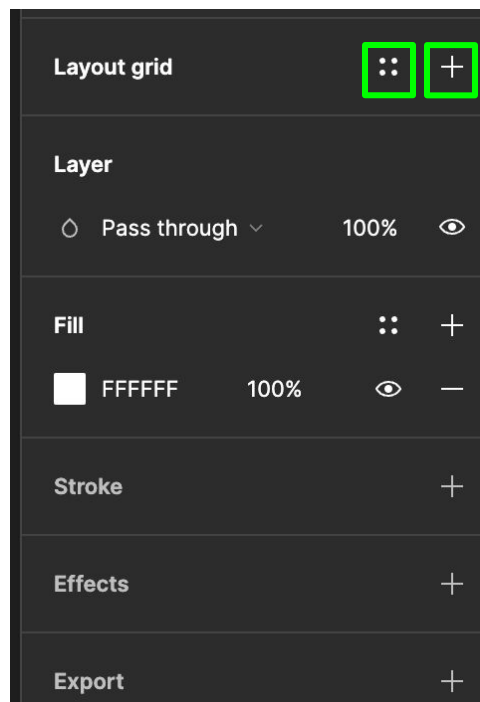 Layout grid
Layer
Pass through 100%
Fill
FFFFFF 100%
Stroke
Effects
Export